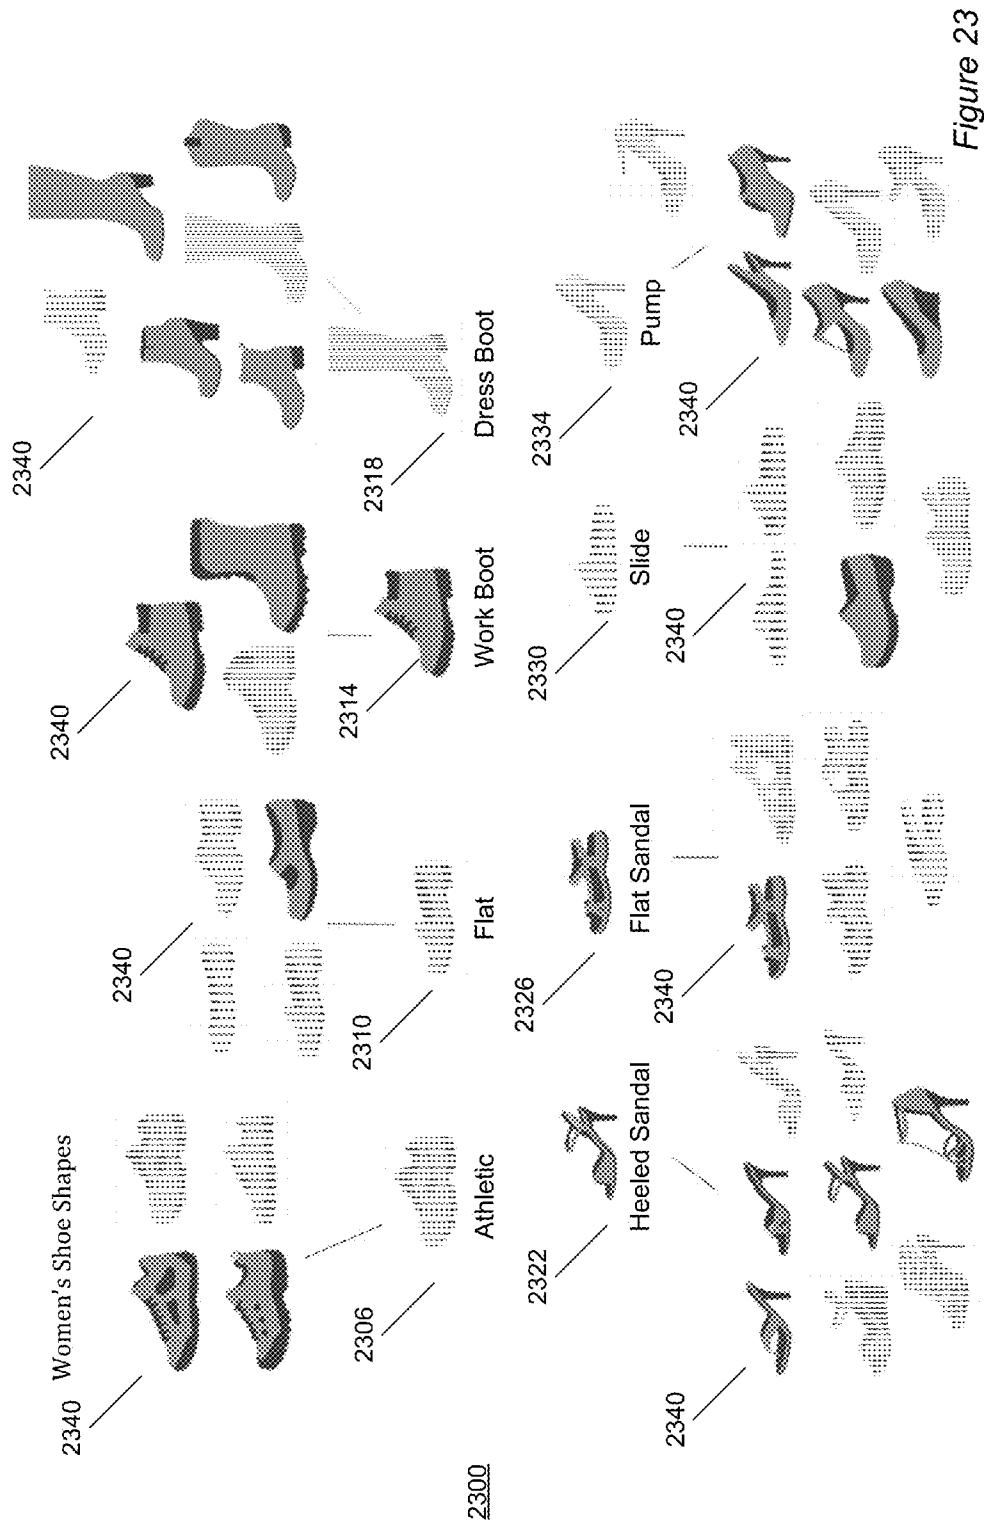 Women's Shoe Shapes
2340
2340
2340
2340
2306
2310
2314
2318
Athletic
Flat
Work Boot
Dress Boot
2300
2322
2326
2330
2334
Heeled Sandal
Flat Sandal
Slide
Pump
2340
2340
2340
2340
Figure 23